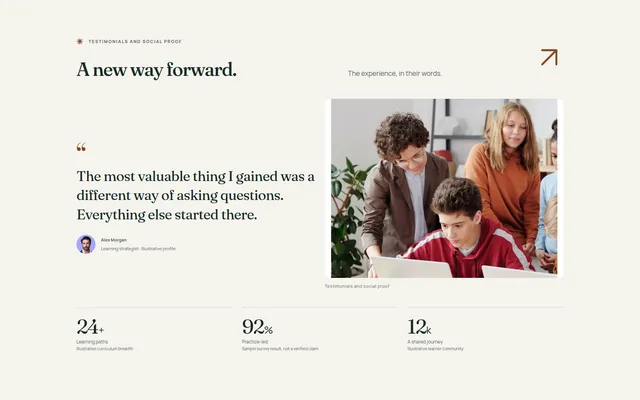 TESTIMONIALS AND SOCIAL PROOF
A new way forward.
The experience, in their words.
“
The most valuable thing I gained was a
different way of asking questions.
Everything else started there.
Alex Morgan
Learning strategist · Illustrative profile
Testimonials and social proof
24+
Learning paths
Illustrative curriculum breadth
92%
Practice-led
Sample survey result, not a verified claim
12k
A shared journey
Illustrative learner community